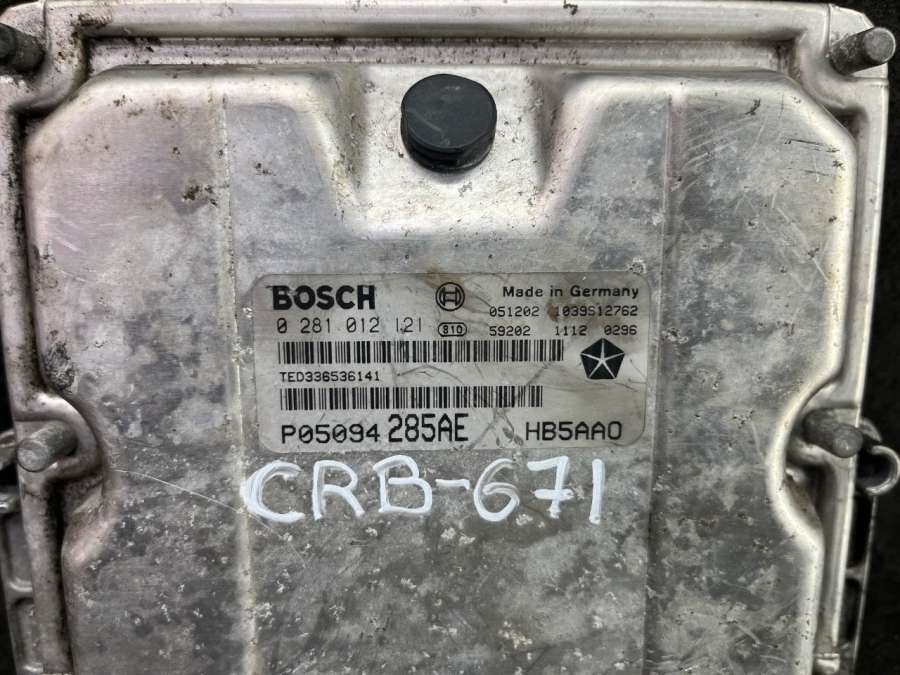 BOSCH Made in Germany
0 281 012 121 810 051202 1039S12762
59202 1112 0296
TED336536141
P05094 285AE HB5AA0
CRB-671